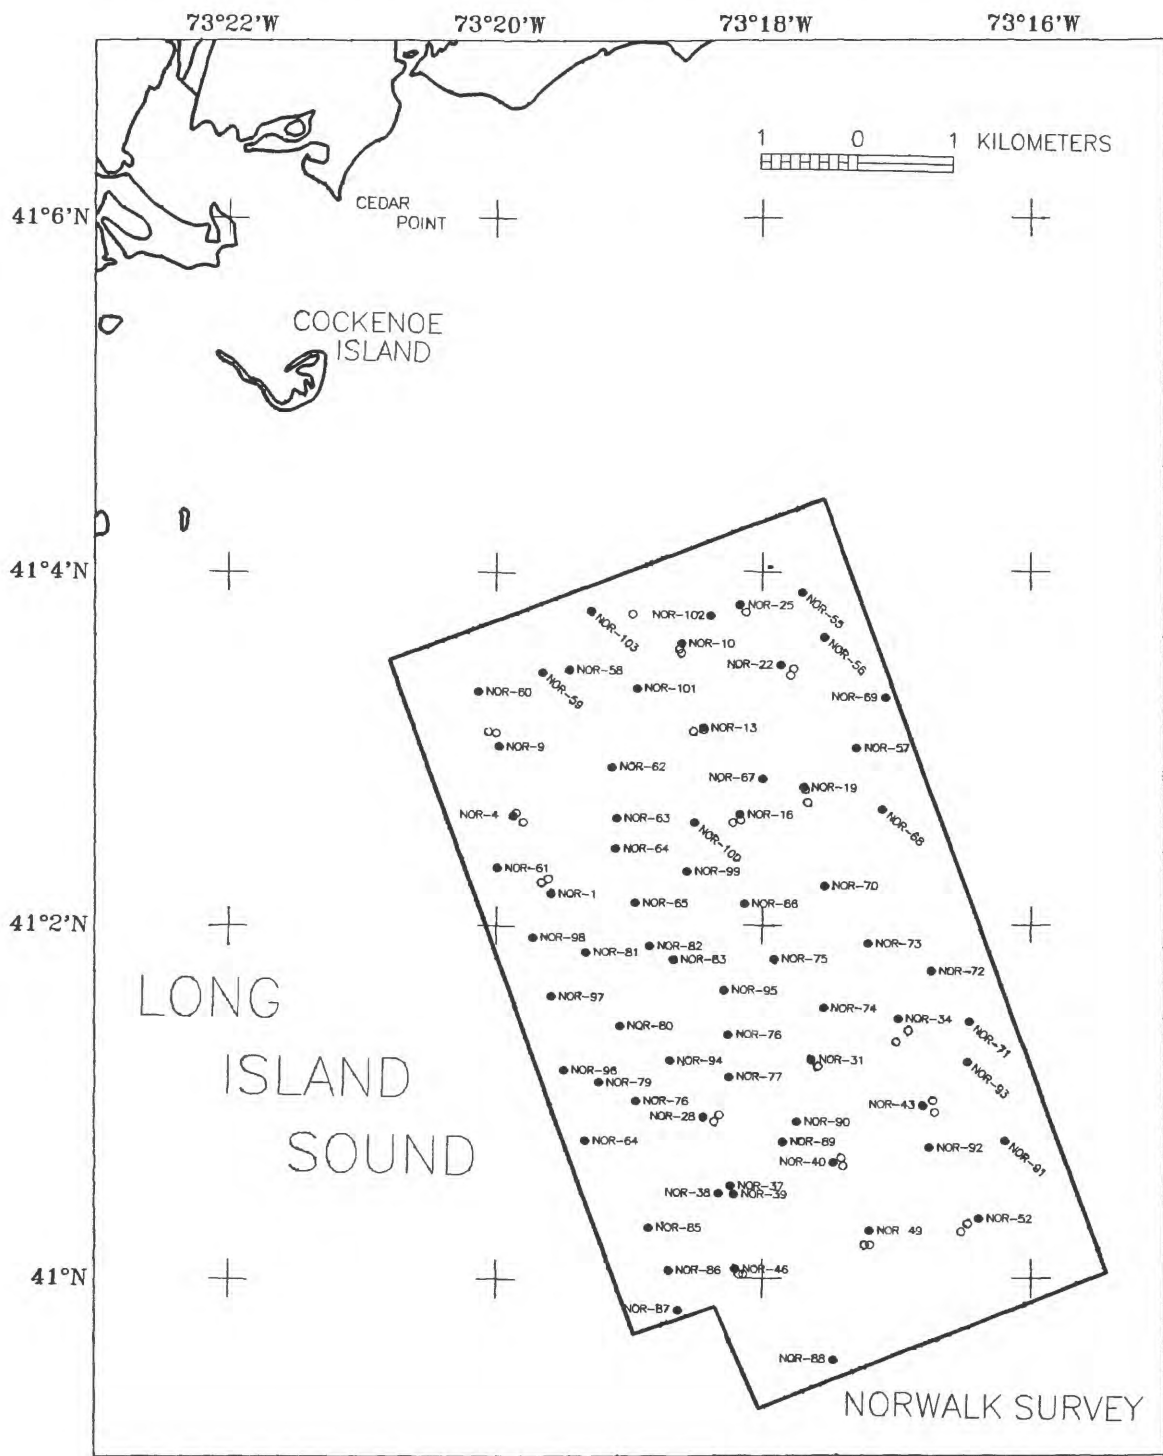 73°22'W 73°20'W 73°18'W 73°16'W
1 0 1 KILOMETERS
41°6'N
CEDAR
POINT
COCKENOE
ISLAND
41°4'N
NOR-55
NOR-25
NOR-102
NOR-103
NOR-10
NOR-56
NOR-22
NOR-58
NOR-59
NOR-101
NOR-60
NOR-69
NOR-13
NOR-9
NOR-57
NOR-62
NOR-67
NOR-19
NOR-4
NOR-63
NOR-16
NOR-68
NOR-100
NOR-64
NOR-61
NOR-99
NOR-70
NOR-1
NOR-65
NOR-66
41°2'N
NOR-98
NOR-82
NOR-73
NOR-81
NOR-83
NOR-75
NOR-72
NOR-95
NOR-97
LONG
ISLAND
SOUND
NOR-74
NOR-34
NOR-71
NOR-80
NOR-76
NOR-94
NOR-31
NOR-93
NOR-96
NOR-77
NOR-79
NOR-76
NOR-43
NOR-28
NOR-90
NOR-64
NOR-89
NOR-92
NOR-91
NOR-40
NOR-37
NOR-38
NOR-39
NOR-52
NOR-85
NOR 49
41°N
NOR-86
NOR-46
NOR-87
NOR-88
NORWALK SURVEY